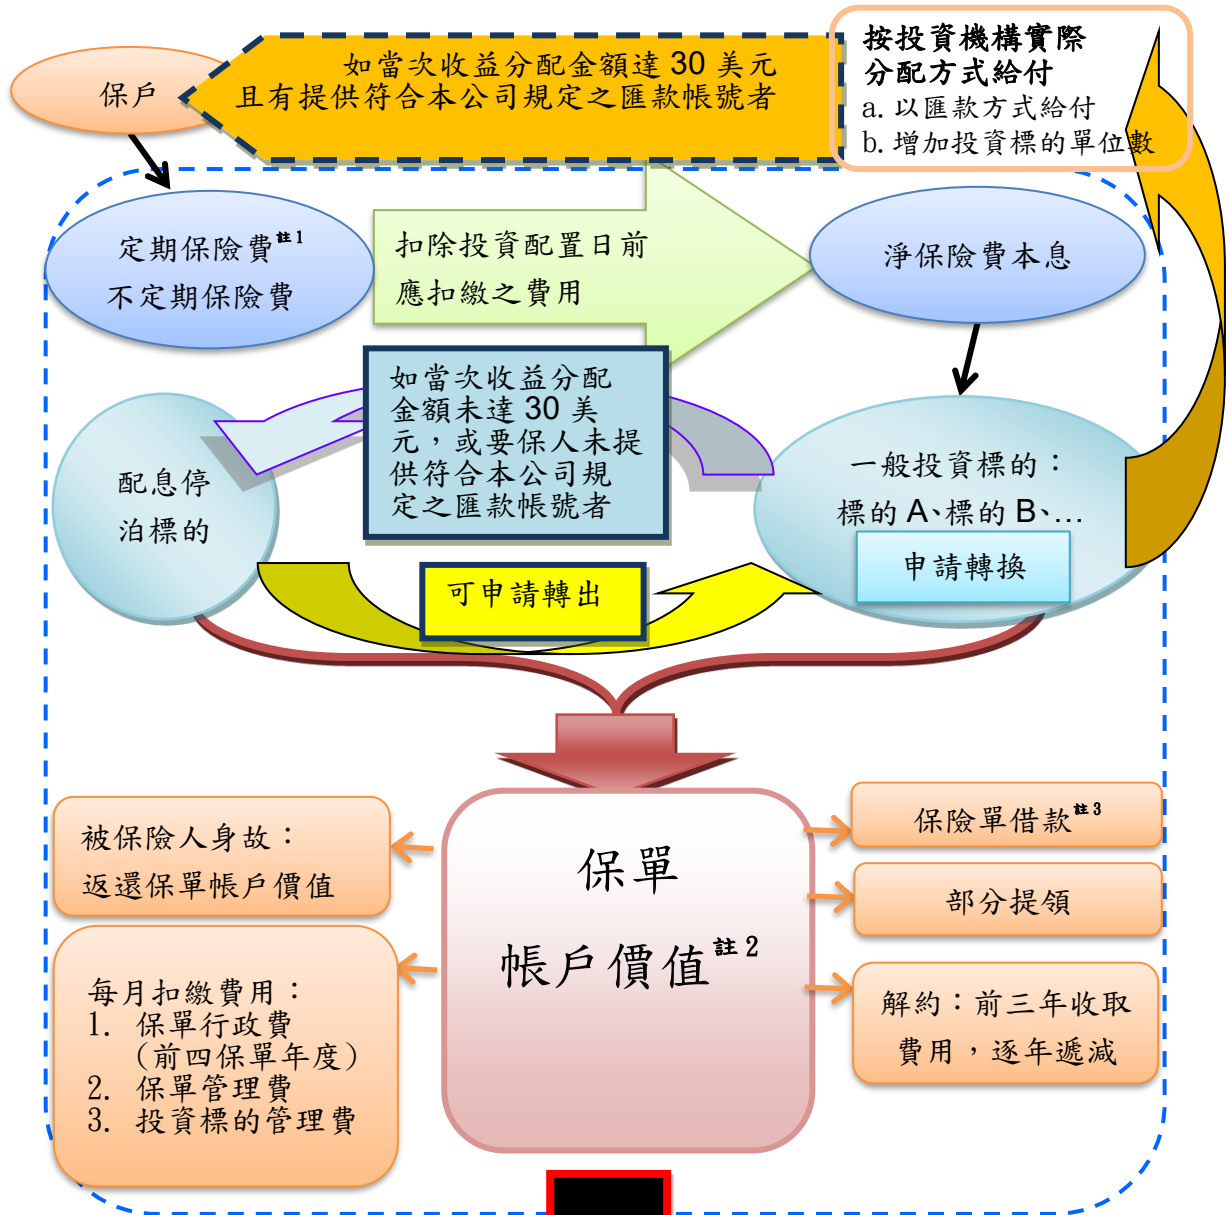 保戶
如當次收益分配金額達 30 美元
且有提供符合本公司規定之匯款帳號者
按投資機構實際
分配方式給付
a. 以匯款方式給付
b. 增加投資標的單位數
定期保險費註1
不定期保險費
扣除投資配置日前
應扣繳之費用
淨保險費本息
如當次收益分配
金額未達 30 美
元，或要保人未提
供符合本公司規
定之匯款帳號者
配息停
泊標的
一般投資標的：
標的 A、標的 B、…
申請轉換
可申請轉出
保單
帳戶價值註 2
被保險人身故：
返還保單帳戶價值
每月扣繳費用：
1. 保單行政費
(前四保單年度)
2. 保單管理費
3. 投資標的管理費
保險單借款註3
部分提領
解約：前三年收取
費用，逐年遞減